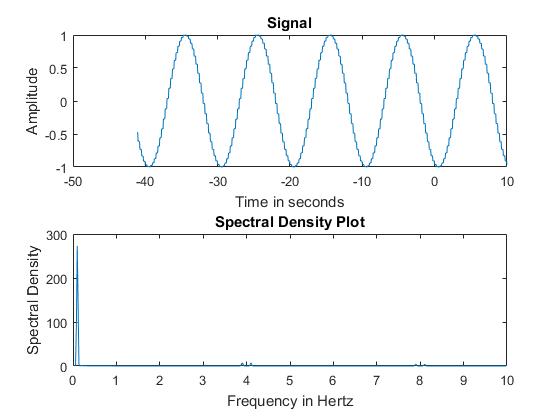 Signal
1
0.5
0
-0.5
-1
Amplitude
-50 -40 -30 -20 -10 0 10
Time in seconds
Spectral Density Plot
300
200
100
0
Spectral Density
0 1 2 3 4 5 6 7 8 9 10
Frequency in Hertz